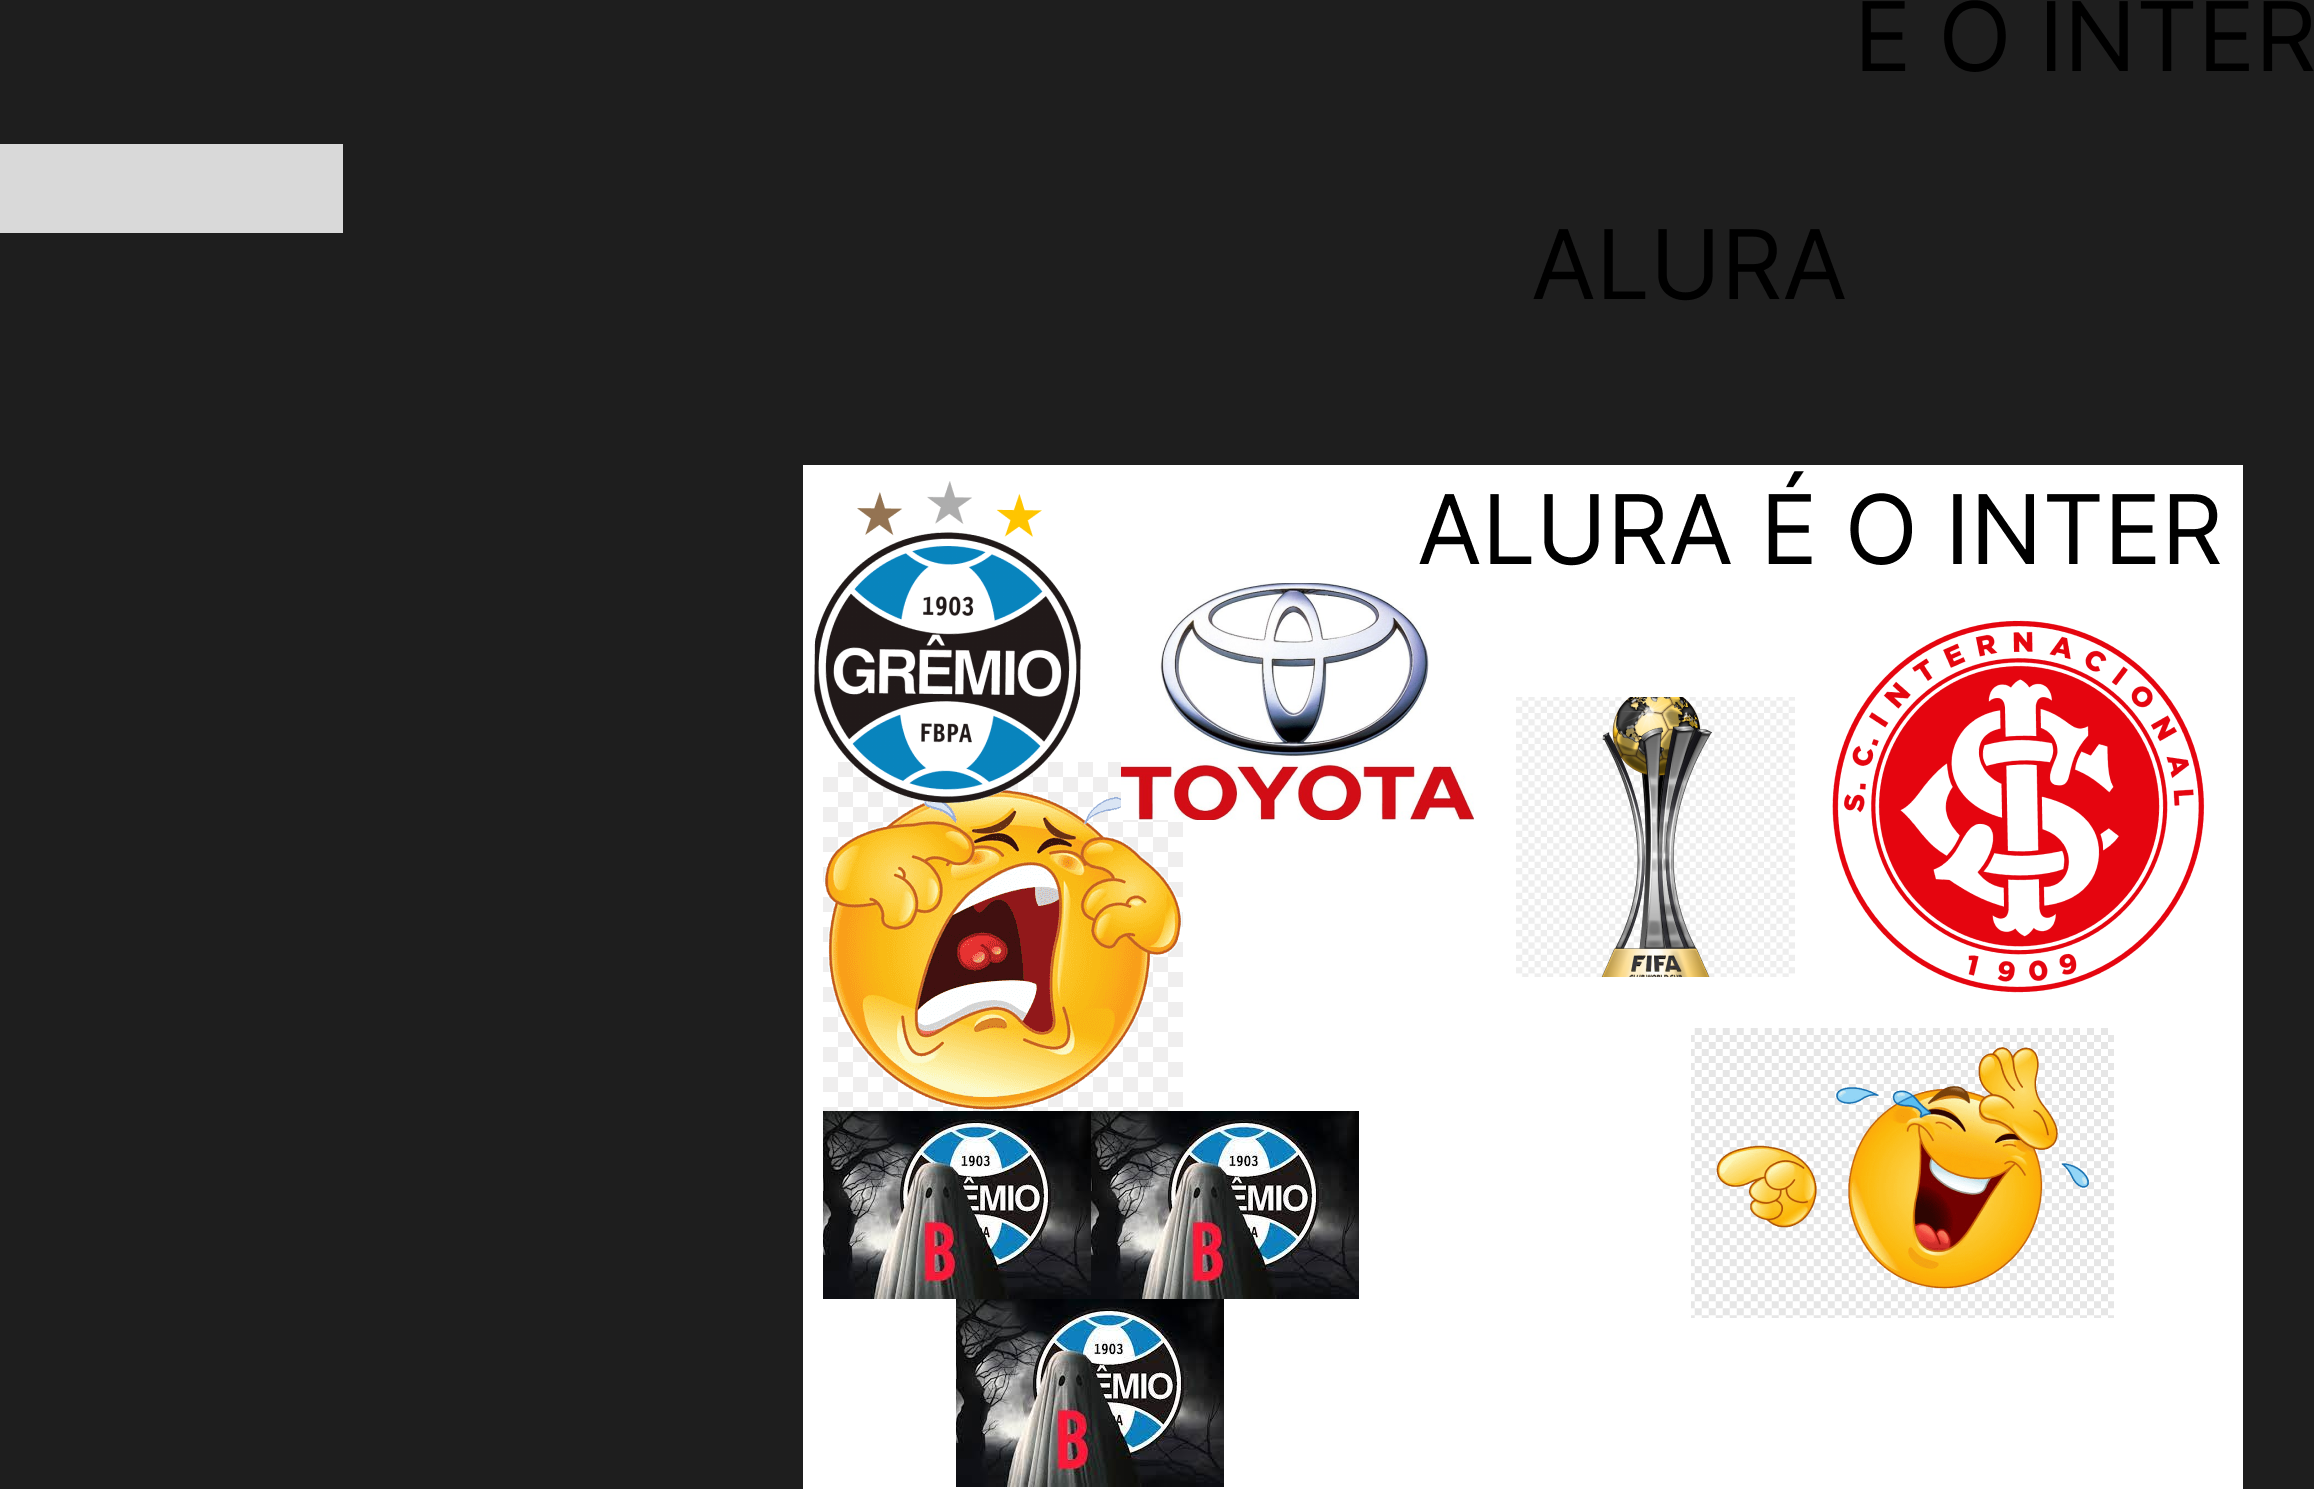 E O INTER
ALURA
ALURA É O INTER
1903
GRÊMIO
FBPA
TOYOTA
FIFA
S.C. INTERNACIONAL
1909
1903
ÊMIO
A
B
1903
ÊMIO
A
B
1903
ÊMIO
A
B